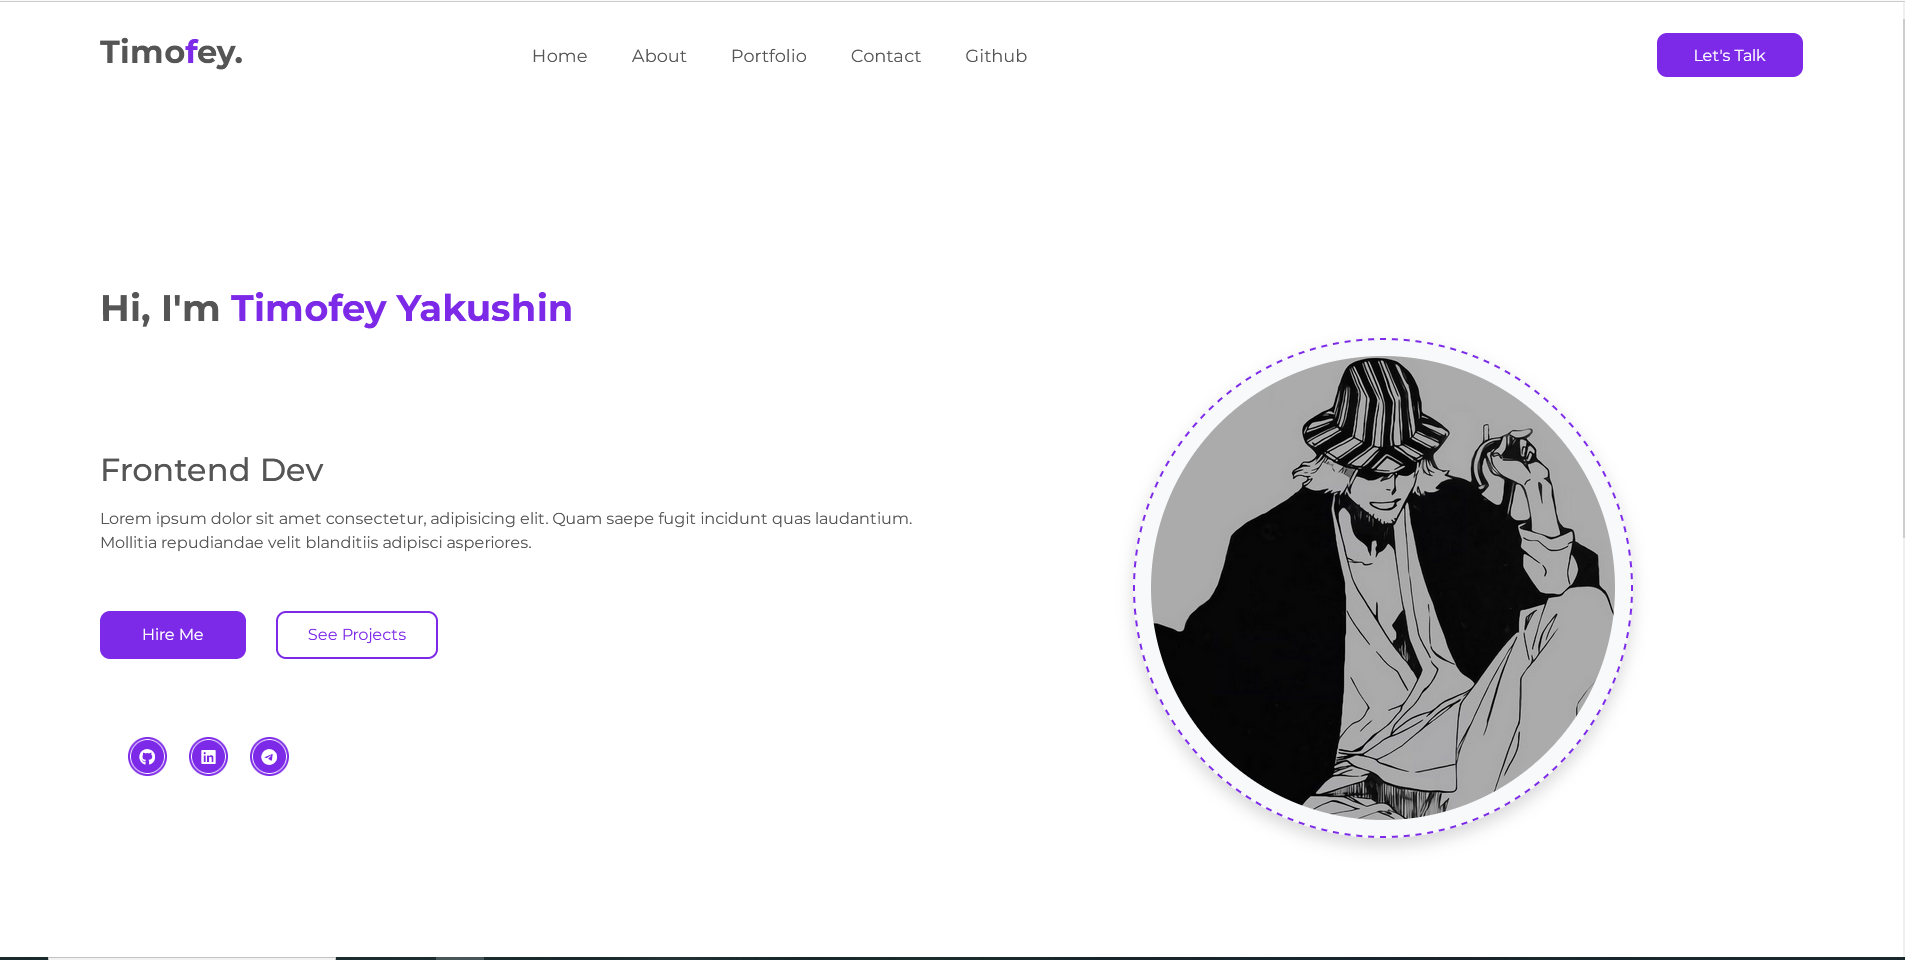 Timofey.
Home
About
Portfolio
Contact
Github
Let's Talk
Hi, I'm Timofey Yakushin
Frontend Dev
Lorem ipsum dolor sit amet consectetur, adipisicing elit. Quam saepe fugit incidunt quas laudantium.
Mollitia repudiandae velit blanditiis adipisci asperiores.
Hire Me
See Projects
in